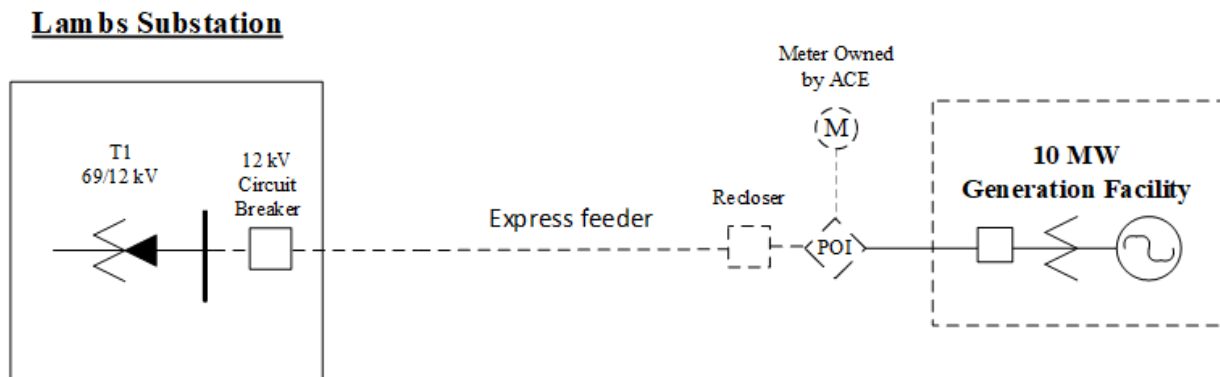 Lambs Substation
T1
69/12 kV
12 kV
Circuit
Breaker
Express feeder
Recloser
Meter Owned
by ACE
M
POI
10 MW
Generation Facility